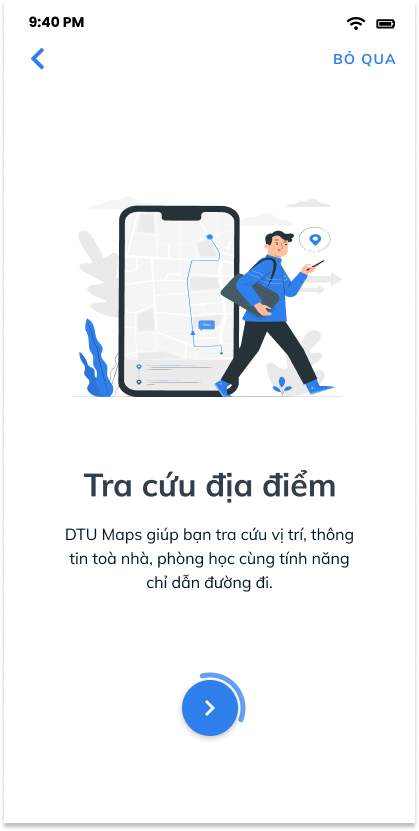 9:40 PM
BỎ QUA
Tra cứu địa điểm
DTU Maps giúp bạn tra cứu vị trí, thông
tin toà nhà, phòng học cùng tính năng
chỉ dẫn đường đi.